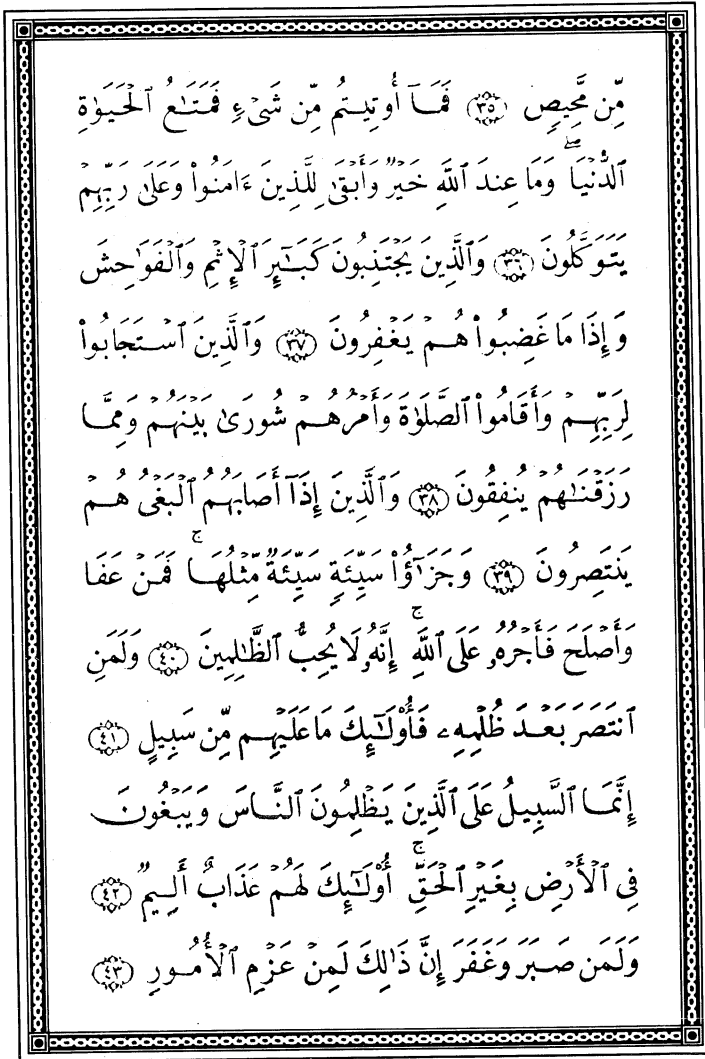 مِّن مَّحِيصٍ ﴿٣٥﴾ فَمَآ أُوتِيتُم مِّن شَىْءٍ فَمَتَـٰعُ ٱلْحَيَوٰةِ
ٱلدُّنْيَا ۖ وَمَا عِندَ ٱللَّهِ خَيْرٌ وَأَبْقَىٰ لِلَّذِينَ ءَامَنُوا۟ وَعَلَىٰ رَبِّهِمْ
يَتَوَكَّلُونَ ﴿٣٦﴾ وَٱلَّذِينَ يَجْتَنِبُونَ كَبَـٰٓئِرَ ٱلْإِثْمِ وَٱلْفَوَٰحِشَ
وَإِذَا مَا غَضِبُوا۟ هُمْ يَغْفِرُونَ ﴿٣٧﴾ وَٱلَّذِينَ ٱسْتَجَابُوا۟
لِرَبِّهِمْ وَأَقَامُوا۟ ٱلصَّلَوٰةَ وَأَمْرُهُمْ شُورَىٰ بَيْنَهُمْ وَمِمَّا
رَزَقْنَـٰهُمْ يُنفِقُونَ ﴿٣٨﴾ وَٱلَّذِينَ إِذَآ أَصَابَهُمُ ٱلْبَغْىُ هُمْ
يَنتَصِرُونَ ﴿٣٩﴾ وَجَزَٰٓؤُا۟ سَيِّئَةٍ سَيِّئَةٌ مِّثْلُهَا ۖ فَمَنْ عَفَا
وَأَصْلَحَ فَأَجْرُهُۥ عَلَى ٱللَّهِ ۚ إِنَّهُۥ لَا يُحِبُّ ٱلظَّـٰلِمِينَ ﴿٤٠﴾ وَلَمَنِ
ٱنتَصَرَ بَعْدَ ظُلْمِهِۦ فَأُو۟لَـٰٓئِكَ مَا عَلَيْهِم مِّن سَبِيلٍ ﴿٤١﴾
إِنَّمَا ٱلسَّبِيلُ عَلَى ٱلَّذِينَ يَظْلِمُونَ ٱلنَّاسَ وَيَبْغُونَ
فِى ٱلْأَرْضِ بِغَيْرِ ٱلْحَقِّ ۚ أُو۟لَـٰٓئِكَ لَهُمْ عَذَابٌ أَلِيمٌ ﴿٤٢﴾
وَلَمَن صَبَرَ وَغَفَرَ إِنَّ ذَٰلِكَ لَمِنْ عَزْمِ ٱلْأُمُورِ ﴿٤٣﴾